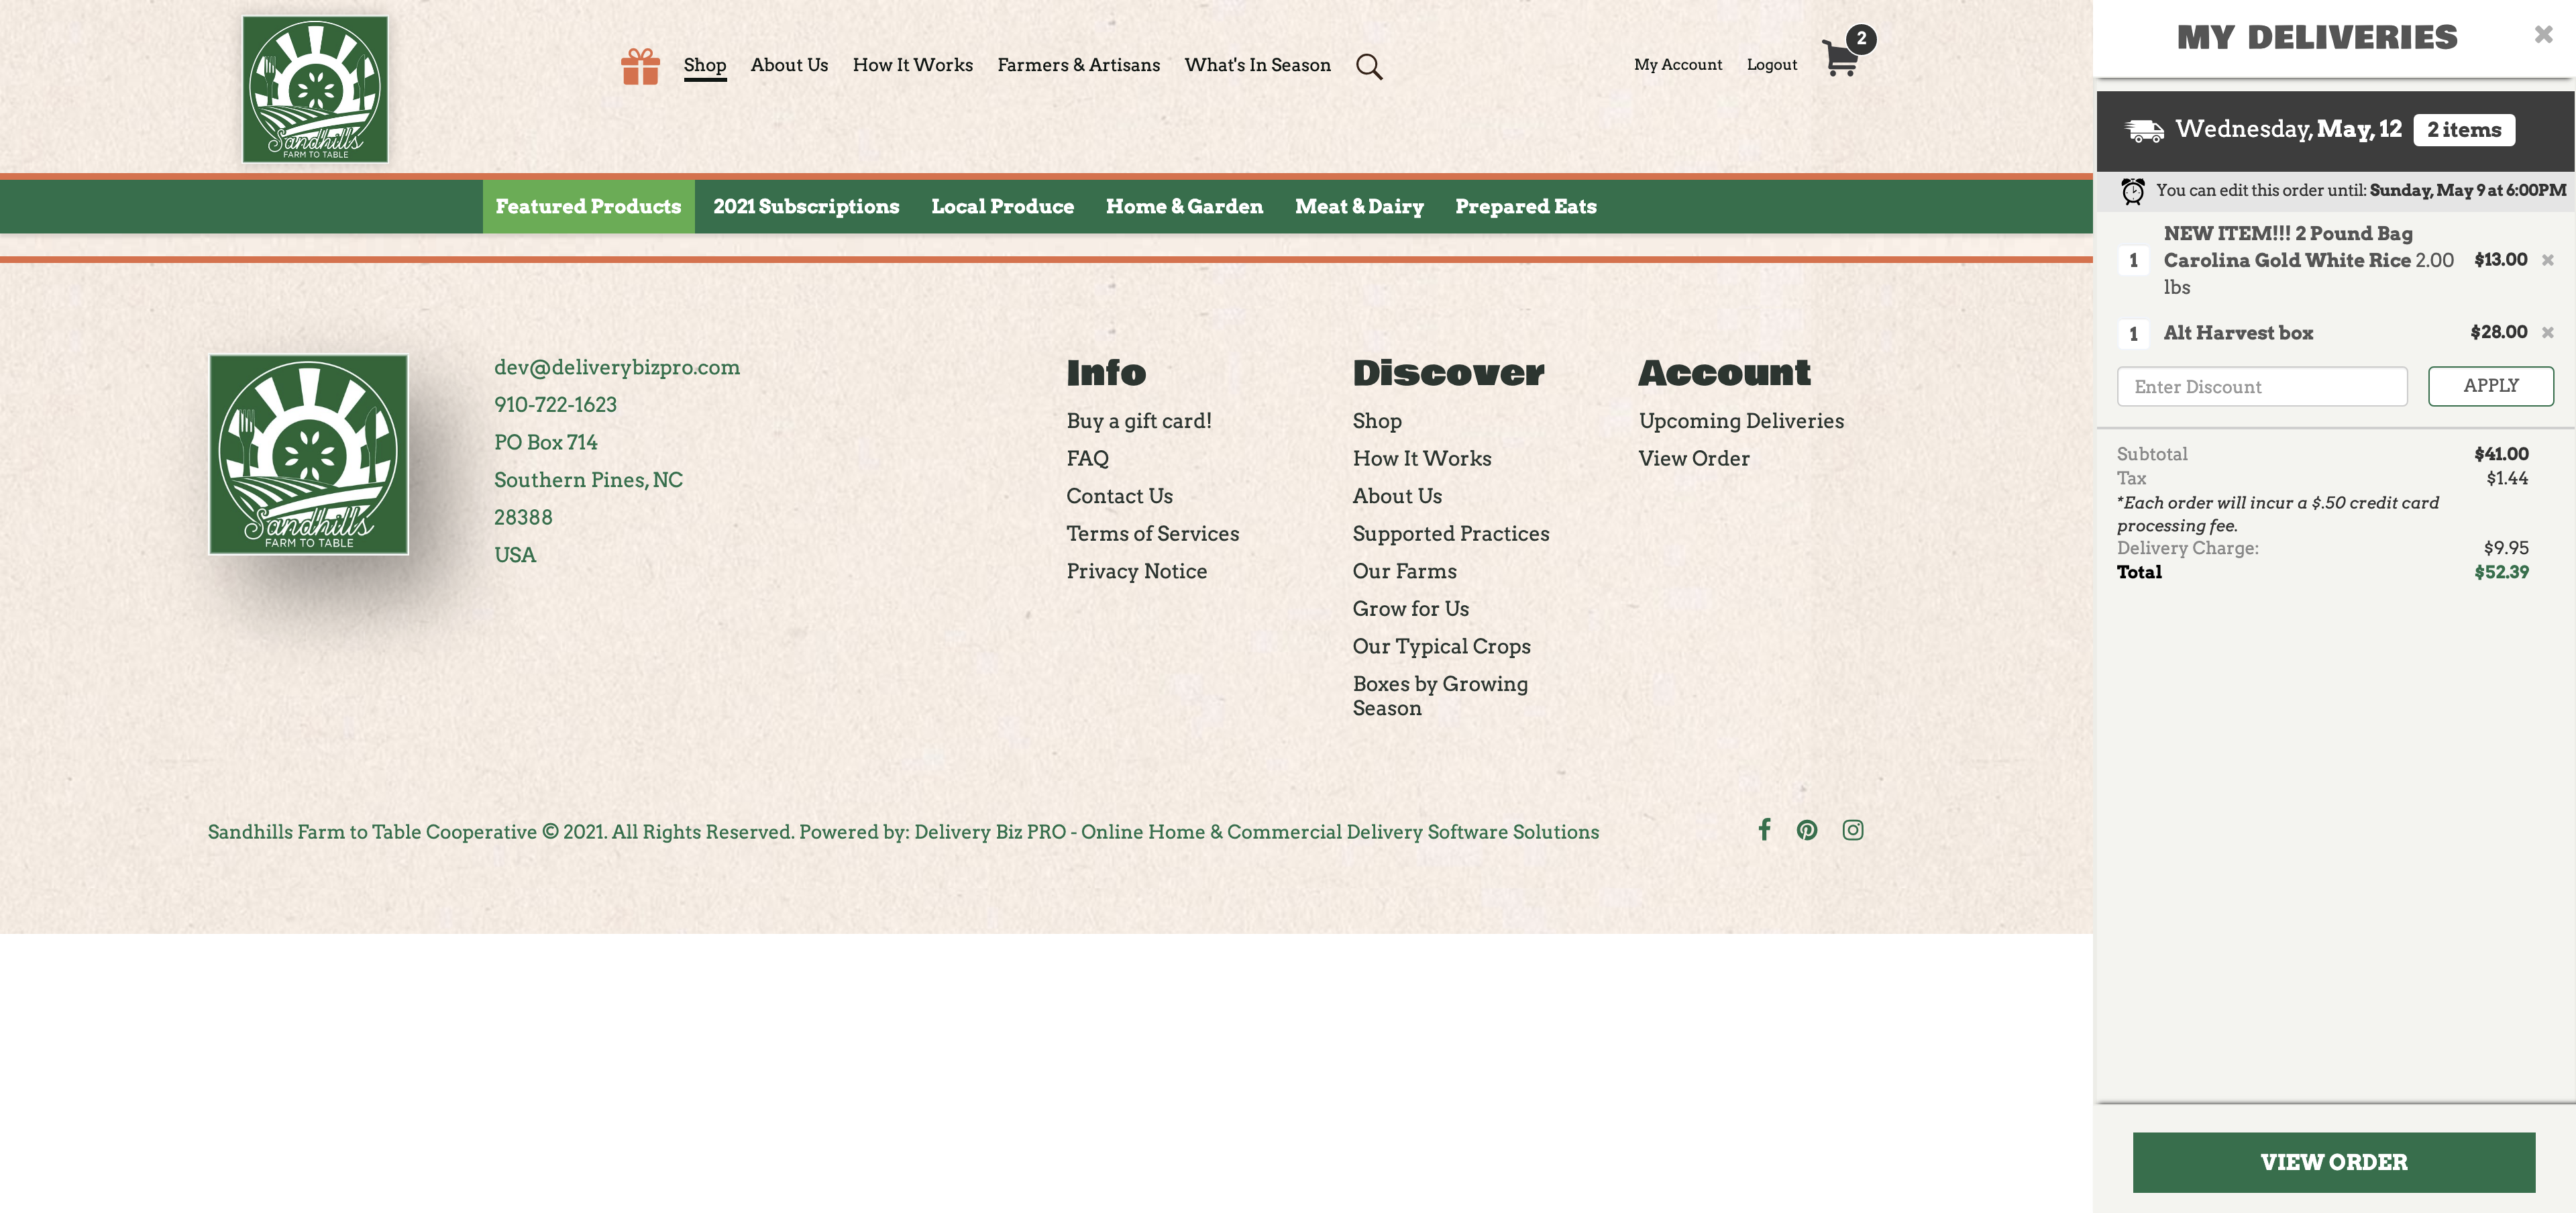 Sandhills
FARM TO TABLE
Shop
About Us
How It Works
Farmers & Artisans
What's In Season
My Account
Logout
2
Featured Products
2021 Subscriptions
Local Produce
Home & Garden
Meat & Dairy
Prepared Eats
Sandhills
FARM TO TABLE
dev@deliverybizpro.com
910-722-1623
PO Box 714
Southern Pines, NC
28388
USA
Info
Buy a gift card!
FAQ
Contact Us
Terms of Services
Privacy Notice
Discover
Shop
How It Works
About Us
Supported Practices
Our Farms
Grow for Us
Our Typical Crops
Boxes by Growing
Season
Account
Upcoming Deliveries
View Order
Sandhills Farm to Table Cooperative © 2021. All Rights Reserved. Powered by: Delivery Biz PRO - Online Home & Commercial Delivery Software Solutions
MY DELIVERIES
Wednesday, May, 12 2 items
You can edit this order until: Sunday, May 9 at 6:00PM
NEW ITEM!!! 2 Pound Bag
1 Carolina Gold White Rice 2.00 $13.00
lbs
1 Alt Harvest box $28.00
Enter Discount APPLY
Subtotal $41.00
Tax $1.44
*Each order will incur a $.50 credit card
processing fee.
Delivery Charge: $9.95
Total $52.39
VIEW ORDER